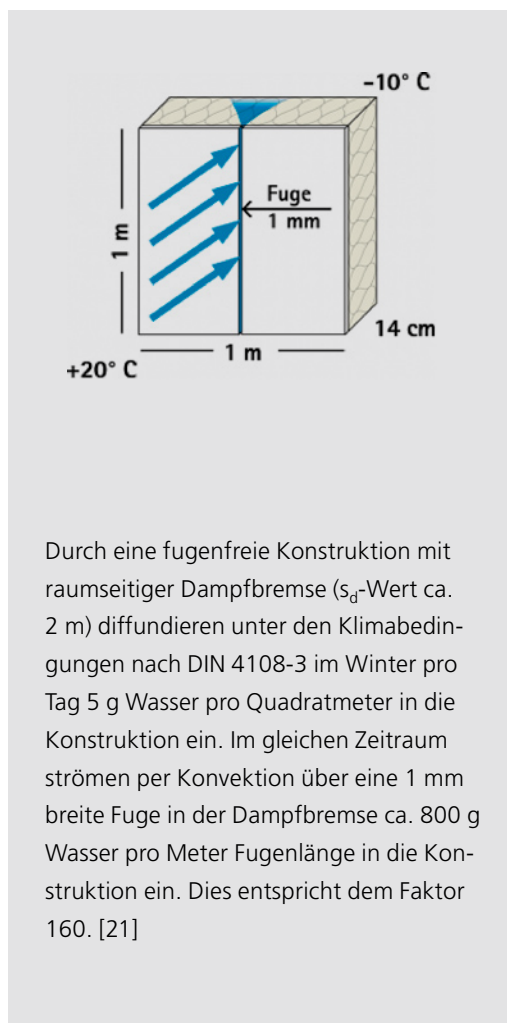 -10° C
Fuge
1 mm
1 m
14 cm
1 m
+20° C
Durch eine fugenfreie Konstruktion mit
raumseitiger Dampfbremse (sd-Wert ca.
2 m) diffundieren unter den Klimabedin-
gungen nach DIN 4108-3 im Winter pro
Tag 5 g Wasser pro Quadratmeter in die
Konstruktion ein. Im gleichen Zeitraum
strömen per Konvektion über eine 1 mm
breite Fuge in der Dampfbremse ca. 800 g
Wasser pro Meter Fugenlänge in die Kon-
struktion ein. Dies entspricht dem Faktor
160. [21]